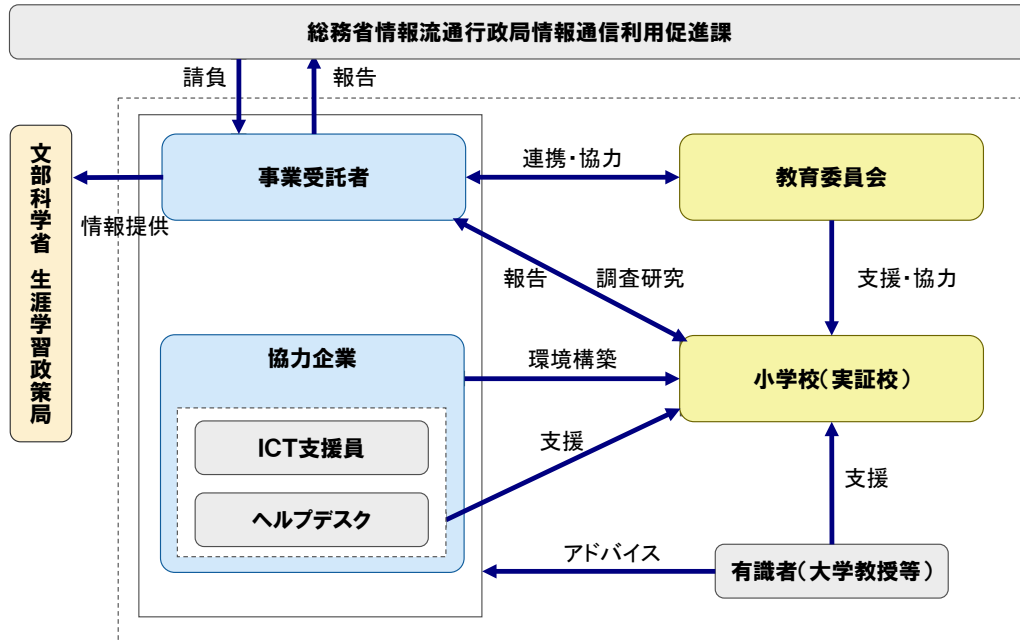 総務省情報流通行政局情報通信利用促進課
請負
報告
文部科学省 生涯学習政策局
事業受託者
連携・協力
教育委員会
情報提供
報告
調査研究
支援・協力
協力企業
環境構築
小学校（実証校）
ICT支援員
支援
ヘルプデスク
支援
アドバイス
有識者（大学教授等）